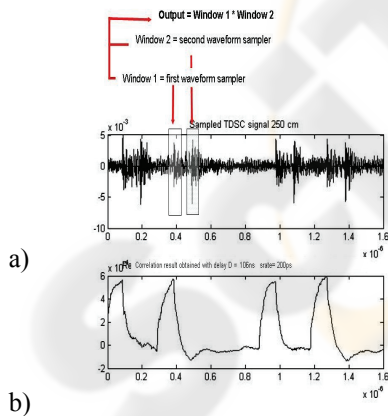 Output = Window 1 * Window 2
Window 2 = second waveform sampler
Window 1 = first waveform sampler
Sampled TDSC signal 250 cm
x 10⁻³
5
0
-5
-10
0 0.2 0.4 0.6 0.8 1 1.2 1.4 1.6
x 10⁻⁶
a)
Correlation result obtained with delay D = 106ns srate= 200ps
6
4
2
0
-2
0 0.2 0.4 0.6 0.8 1 1.2 1.4 1.6
x 10⁻⁶
b)